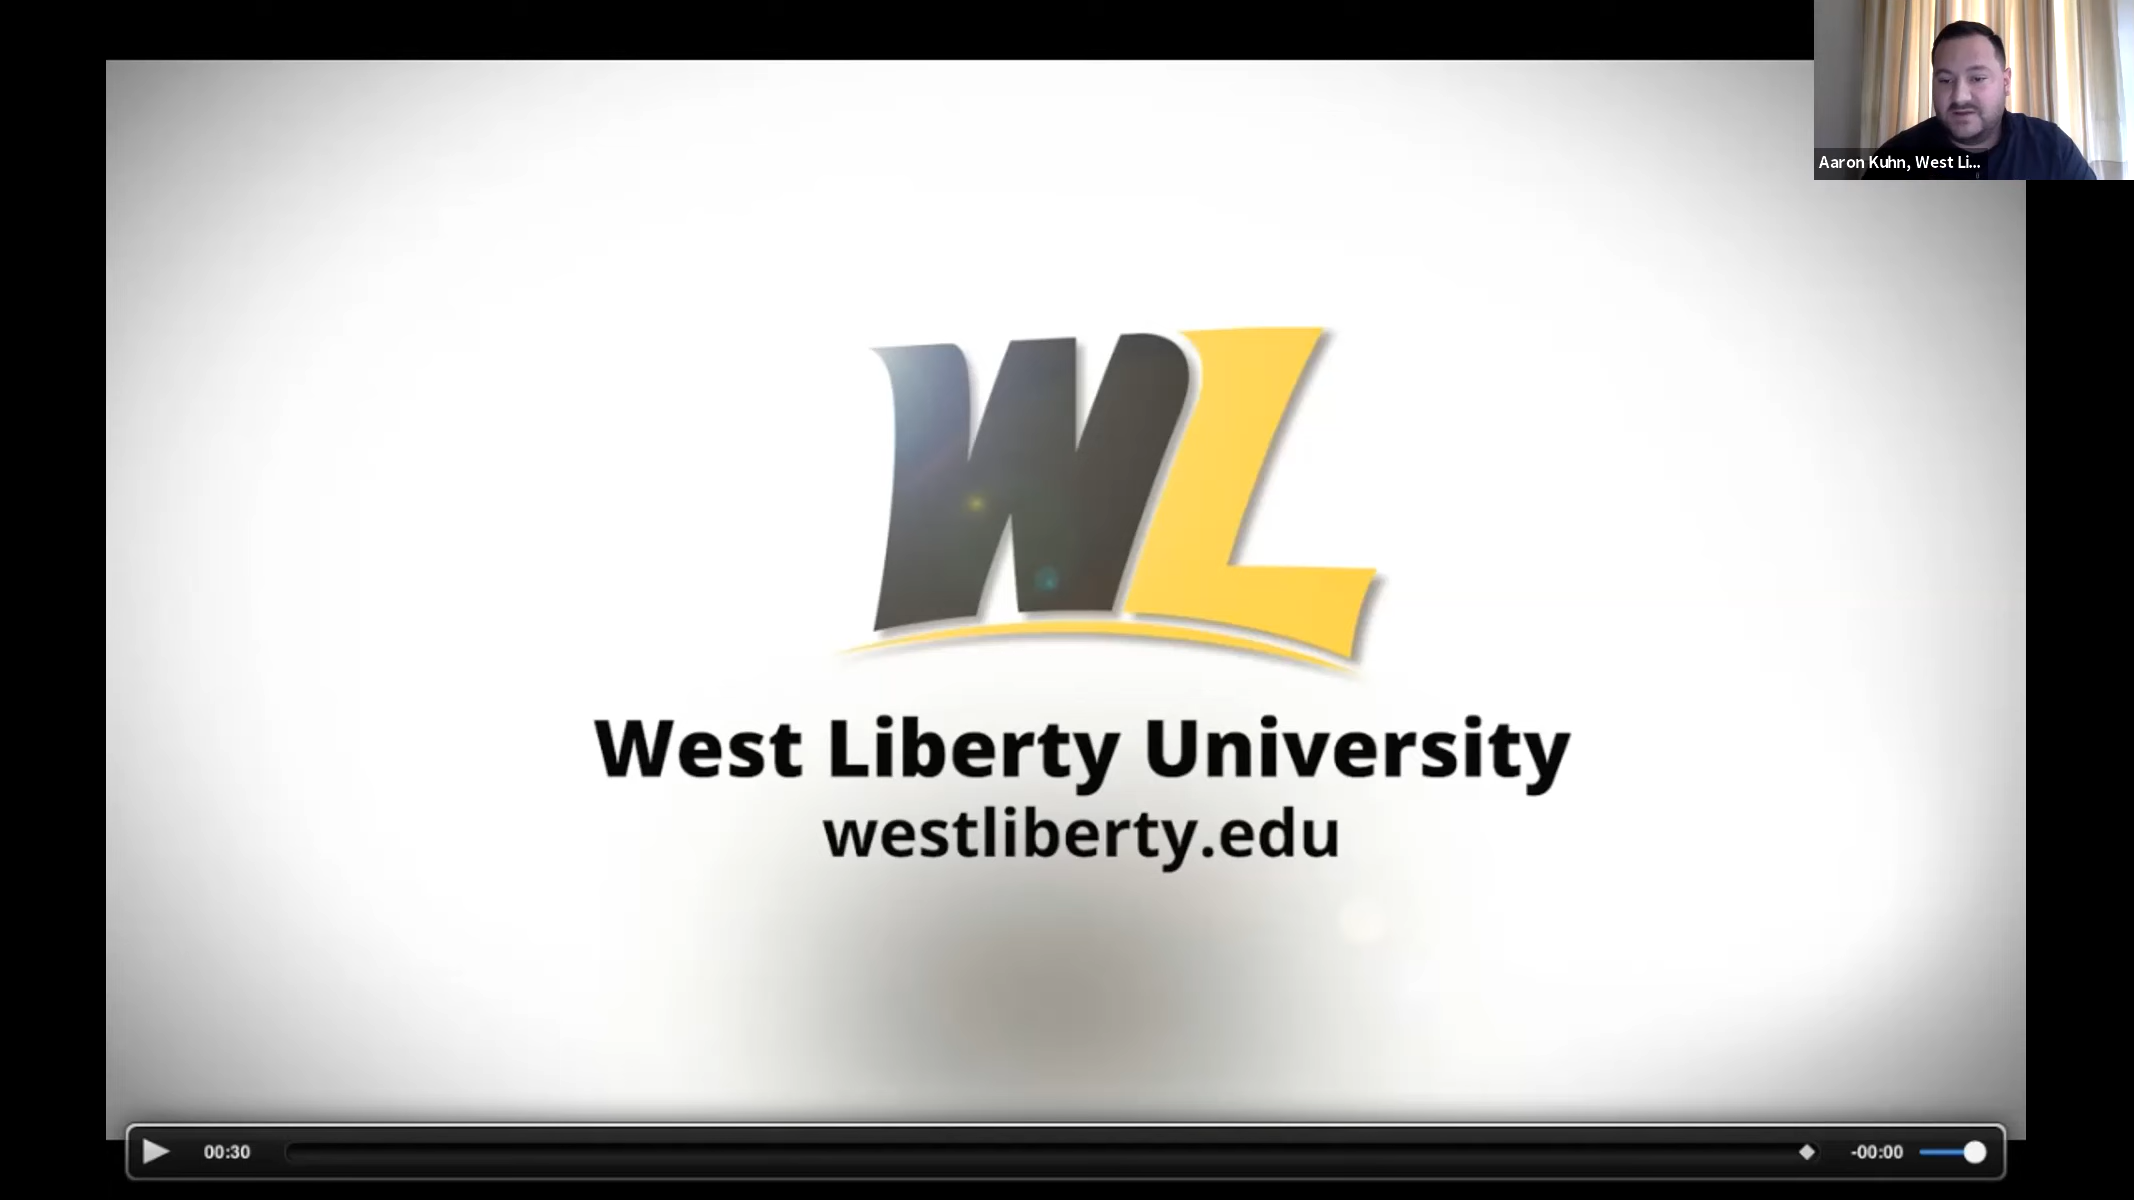 Aaron Kuhn, West Li...
WL
West Liberty University
westliberty.edu
00:30
-00:00